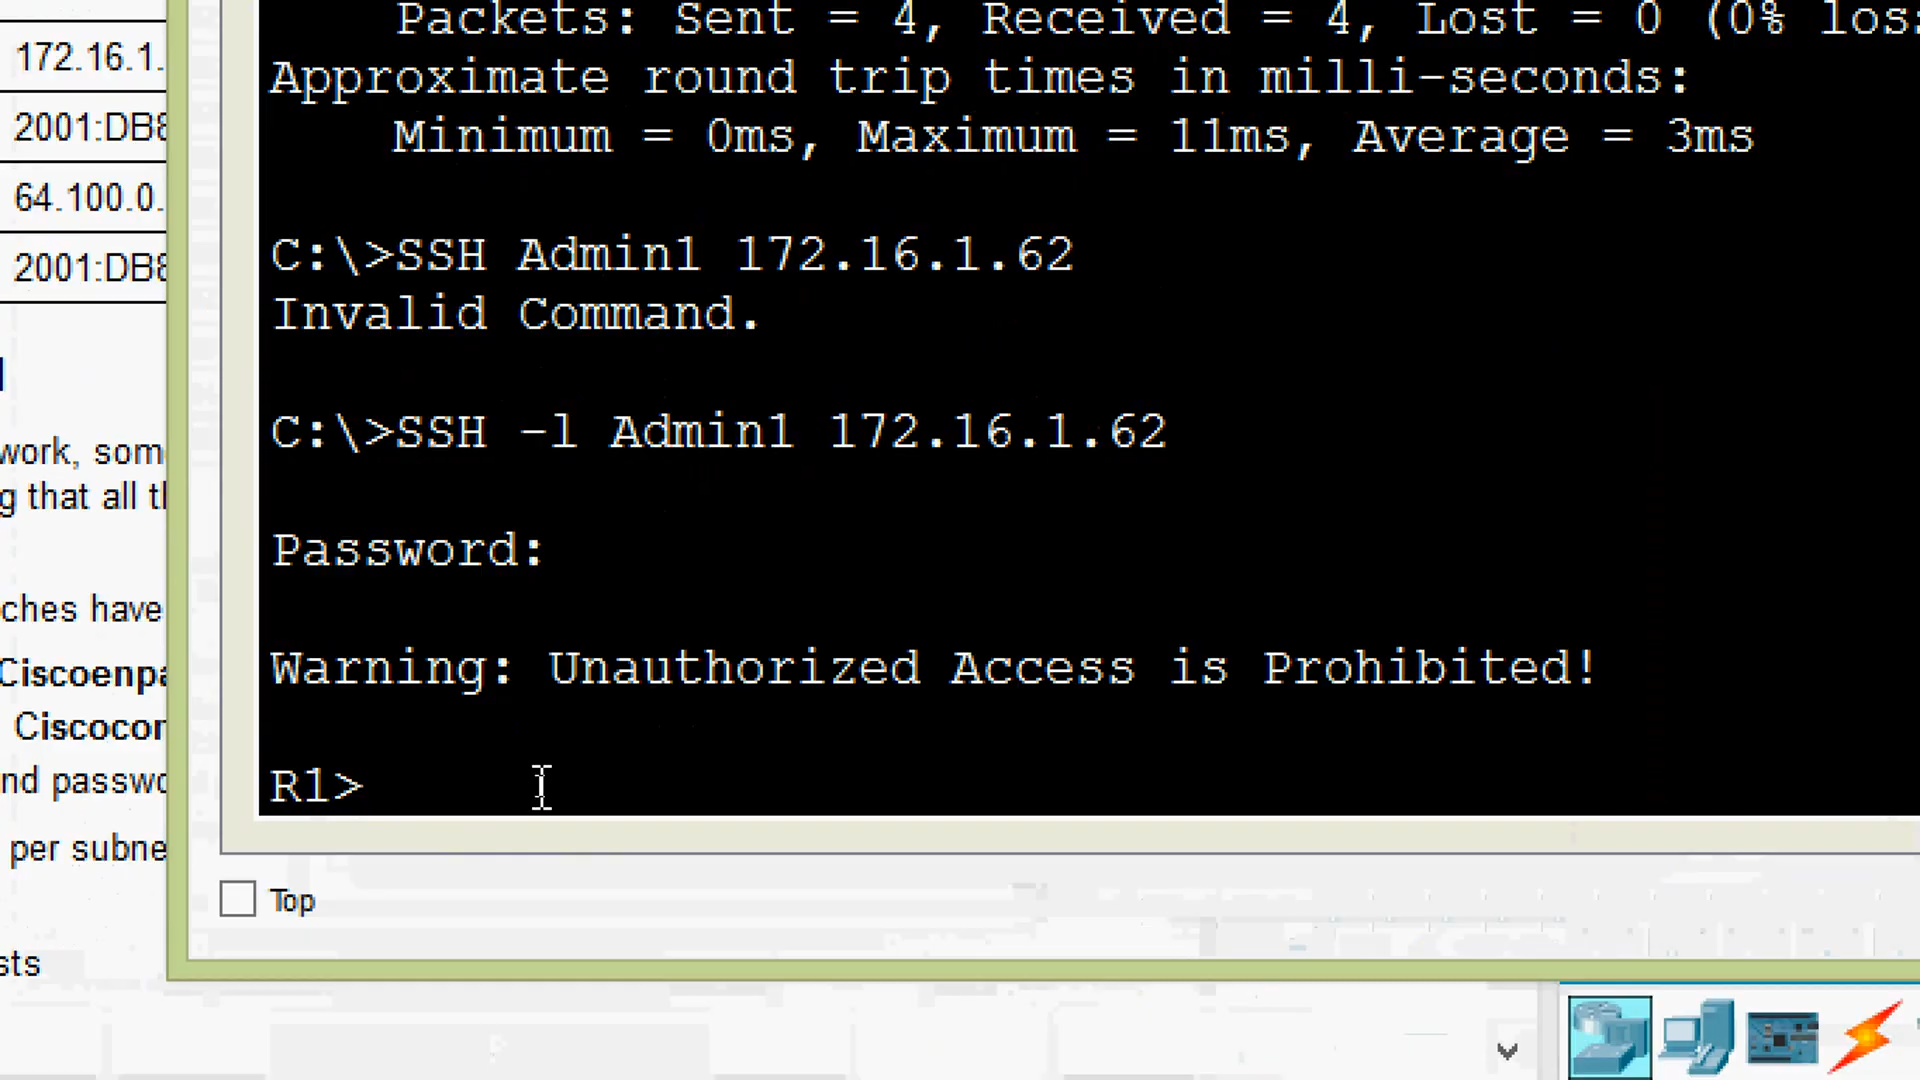 172.16.1.
2001:DB8
64.100.0.
2001:DB8
work, som
g that all t
ches have
Ciscoenpa
Ciscocor
nd passwo
per subne
sts
Packets: Sent = 4, Received = 4, Lost = 0 (0% los
Approximate round trip times in milli-seconds:
Minimum = 0ms, Maximum = 11ms, Average = 3ms
C:\>SSH Admin1 172.16.1.62
Invalid Command.
C:\>SSH -l Admin1 172.16.1.62
Password:
Warning: Unauthorized Access is Prohibited!
R1>
Top